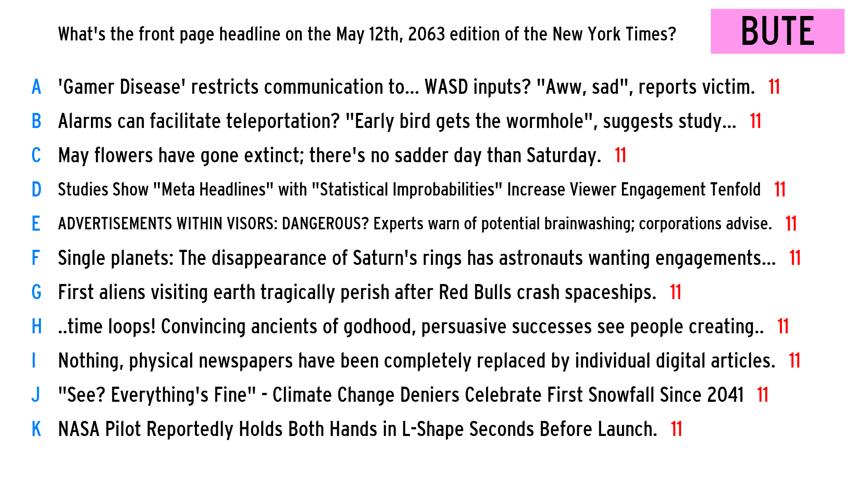 What's the front page headline on the May 12th, 2063 edition of the New York Times?
BUTE
A 'Gamer Disease' restricts communication to... WASD inputs? "Aww, sad", reports victim. 11
B Alarms can facilitate teleportation? "Early bird gets the wormhole", suggests study... 11
C May flowers have gone extinct; there's no sadder day than Saturday. 11
D Studies Show "Meta Headlines" with "Statistical Improbabilities" Increase Viewer Engagement Tenfold 11
E ADVERTISEMENTS WITHIN VISORS: DANGEROUS? Experts warn of potential brainwashing; corporations advise. 11
F Single planets: The disappearance of Saturn's rings has astronauts wanting engagements... 11
G First aliens visiting earth tragically perish after Red Bulls crash spaceships. 11
H ..time loops! Convincing ancients of godhood, persuasive successes see people creating.. 11
I Nothing, physical newspapers have been completely replaced by individual digital articles. 11
J "See? Everything's Fine" - Climate Change Deniers Celebrate First Snowfall Since 2041 11
K NASA Pilot Reportedly Holds Both Hands in L-Shape Seconds Before Launch. 11